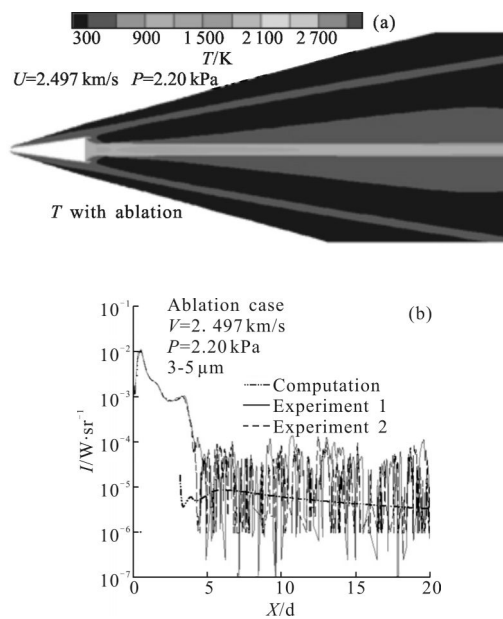 (a)
300 900 1500 2 100 2 700
T/K
U=2.497 km/s P=2.20 kPa
T with ablation
(b)
Ablation case
V=2. 497 km/s
P=2.20 kPa
3-5 μm
Computation
Experiment 1
Experiment 2
I/W·sr⁻¹
10⁻¹
10⁻²
10⁻³
10⁻⁴
10⁻⁵
10⁻⁶
10⁻⁷
0 5 10 15 20
X/d